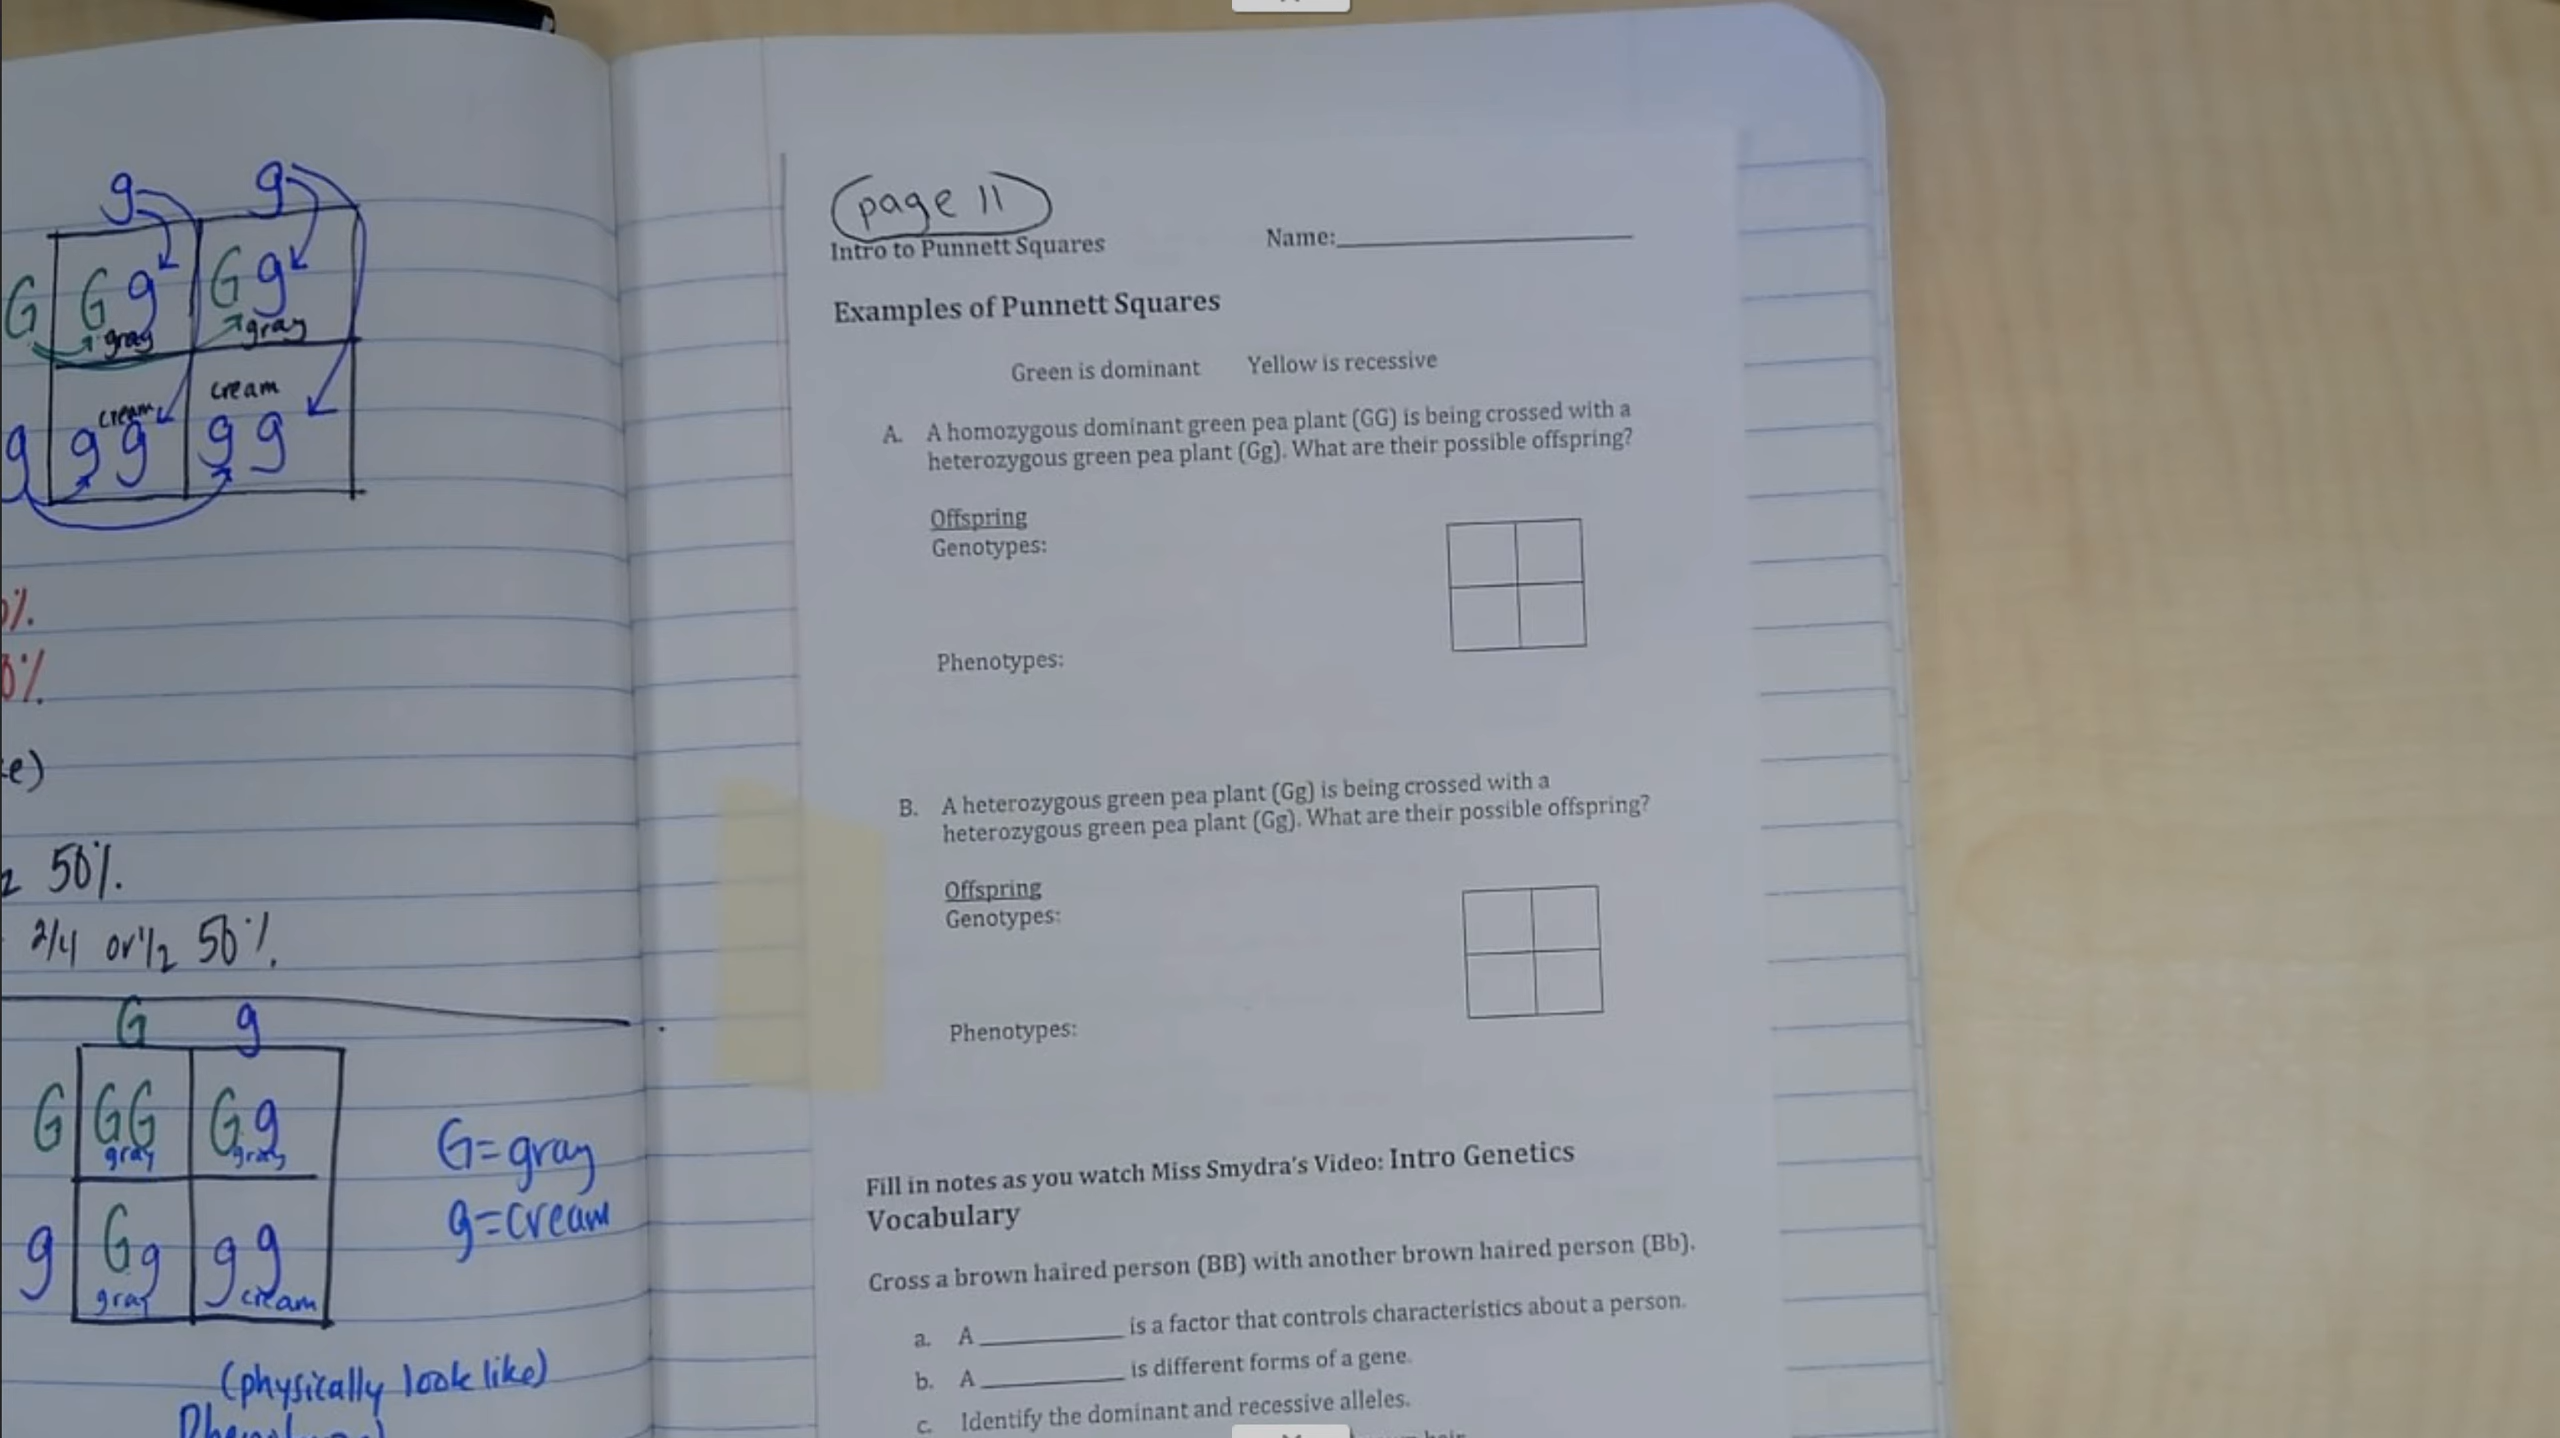 g g
G Gg Gg
gray gray
cream cream
g gg gg
50%.
2/4 or 1/2 50%.
G g
G GG Gg
gray gray
g Gg gg
gray cream
G=gray
g=cream
(physically look like)
page 11
Intro to Punnett Squares Name:
Examples of Punnett Squares
Green is dominant Yellow is recessive
A. A homozygous dominant green pea plant (GG) is being crossed with a
heterozygous green pea plant (Gg). What are their possible offspring?
Offspring
Genotypes:
Phenotypes:
B. A heterozygous green pea plant (Gg) is being crossed with a
heterozygous green pea plant (Gg). What are their possible offspring?
Offspring
Genotypes:
Phenotypes:
Fill in notes as you watch Miss Smydra's Video: Intro Genetics
Vocabulary
Cross a brown haired person (BB) with another brown haired person (Bb).
a. A __________ is a factor that controls characteristics about a person.
b. A __________ is different forms of a gene.
c. Identify the dominant and recessive alleles.